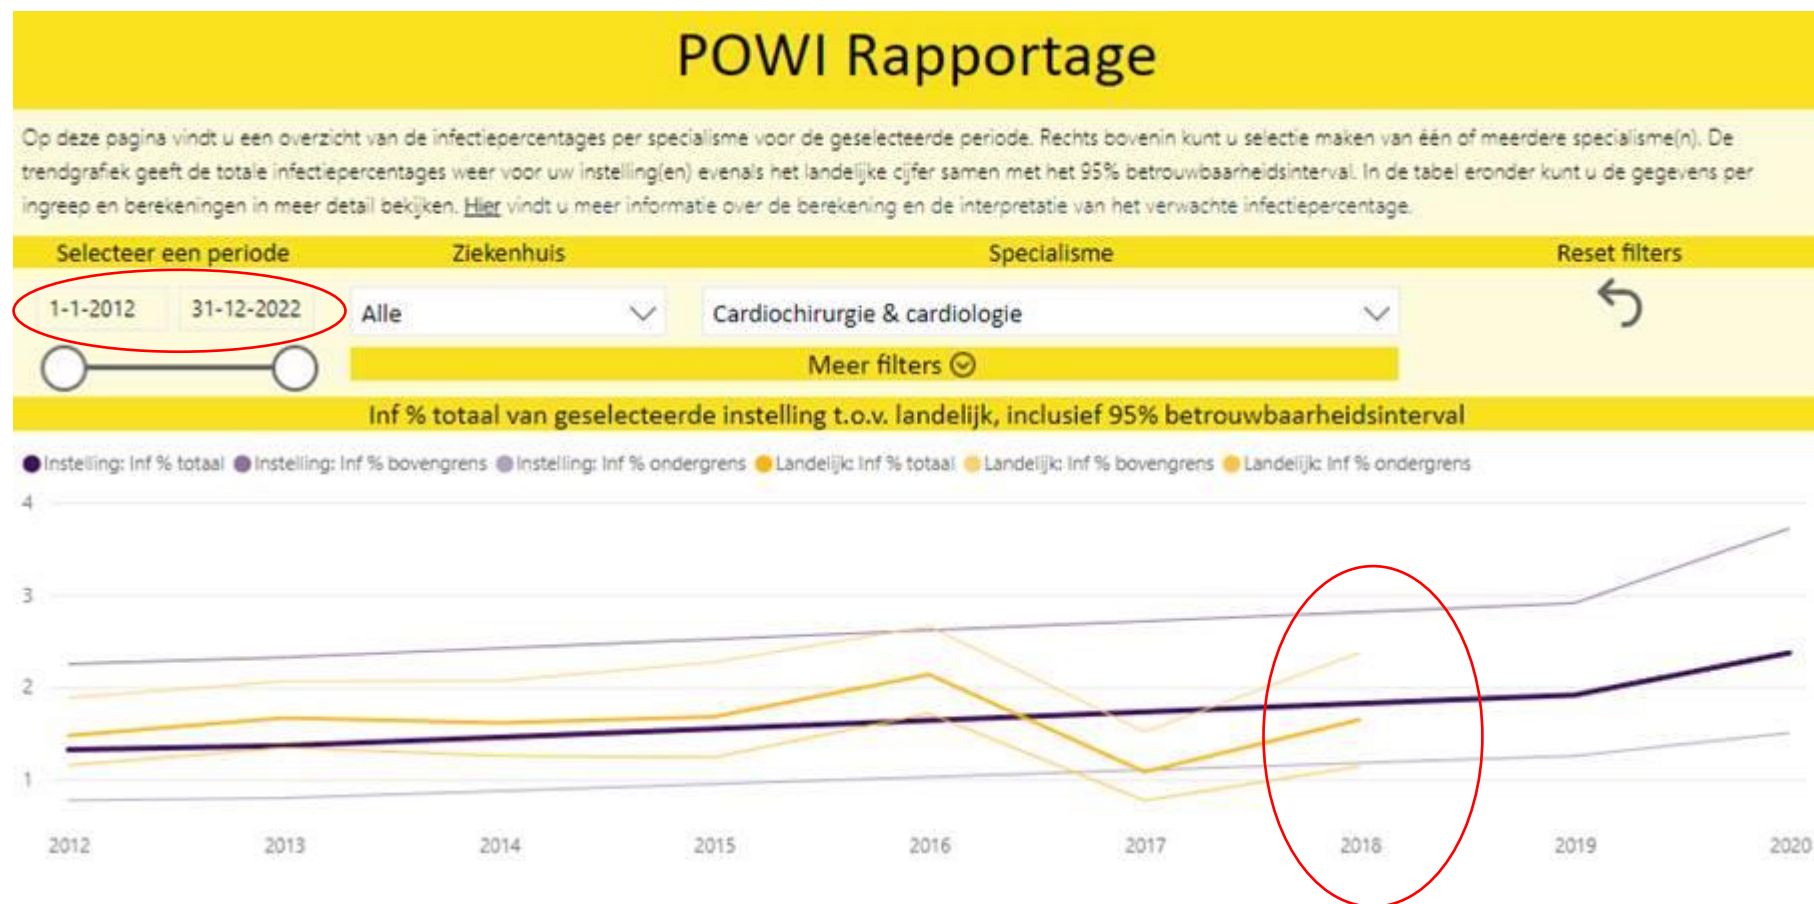 POWI Rapportage
Op deze pagina vindt u een overzicht van de infectiepercentages per specialisme voor de geselecteerde periode. Rechts bovenin kunt u selectie maken van één of meerdere specialisme(n). De
trendgrafiek geeft de totale infectiepercentages weer voor uw instelling(en) evenals het landelijke cijfer samen met het 95% betrouwbaarheidsinterval. In de tabel eronder kunt u de gegevens per
ingreep en berekeningen in meer detail bekijken. Hier vindt u meer informatie over de berekening en de interpretatie van het verwachte infectiepercentage.
Selecteer een periode Ziekenhuis Specialisme Reset filters
1-1-2012 31-12-2022 Alle Cardiochirurgie & cardiologie
Meer filters
Inf % totaal van geselecteerde instelling t.o.v. landelijk, inclusief 95% betrouwbaarheidsinterval
Instelling: Inf % totaal Instelling: Inf % bovengrens Instelling: Inf % ondergrens Landelijk: Inf % totaal Landelijk: Inf % bovengrens Landelijk: Inf % ondergrens
4
3
2
1
2012 2013 2014 2015 2016 2017 2018 2019 2020